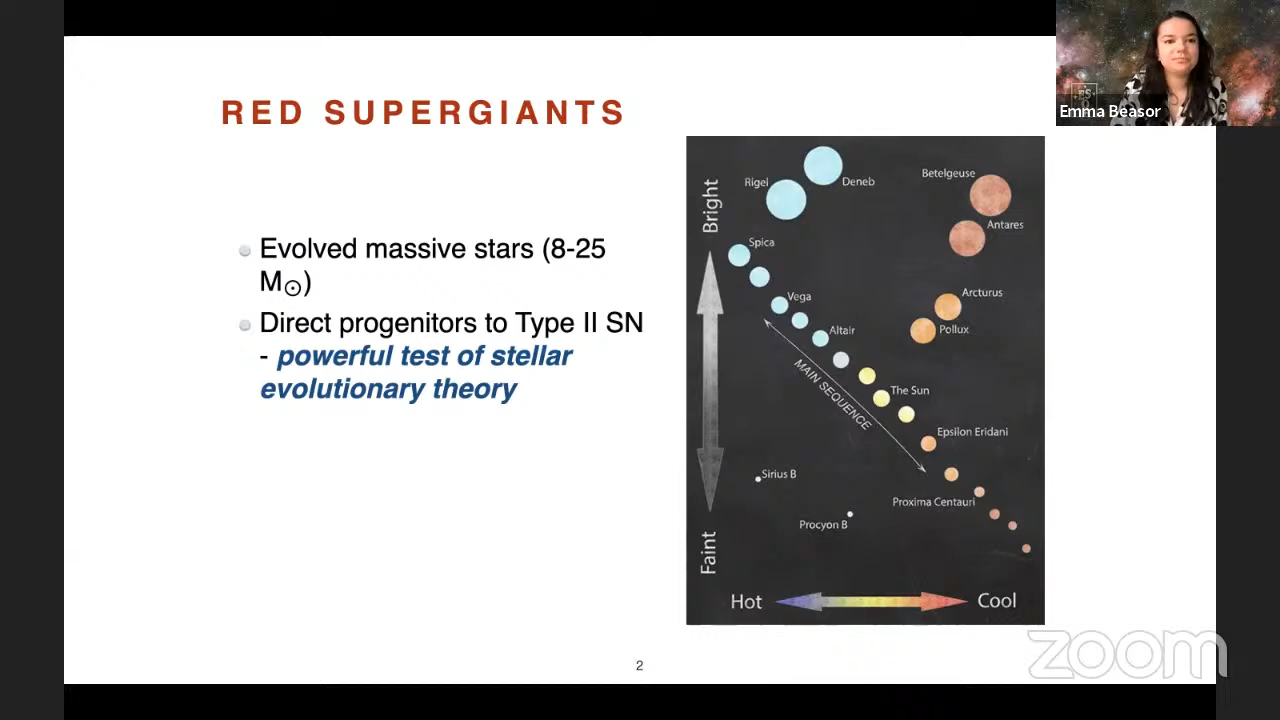 RED SUPERGIANTS
Evolved massive stars (8-25
M⊙)
Direct progenitors to Type II SN
- powerful test of stellar
evolutionary theory
Bright
Faint
Rigel
Deneb
Betelgeuse
Antares
Spica
Vega
Altair
Arcturus
Pollux
MAIN SEQUENCE
The Sun
Epsilon Eridani
Sirius B
Proxima Centauri
Procyon B
Hot
Cool
2
Emma Beasor
zoom